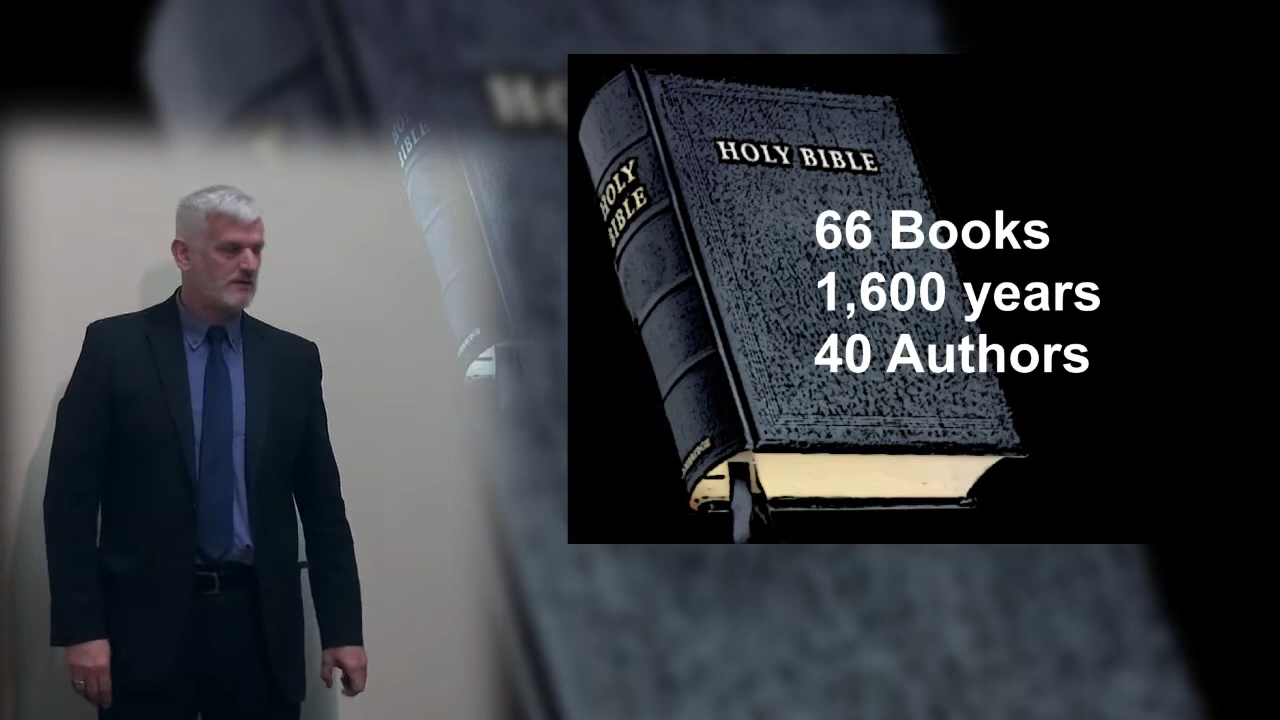 HOLY BIBLE
HOLY
BIBLE
66 Books
1,600 years
40 Authors